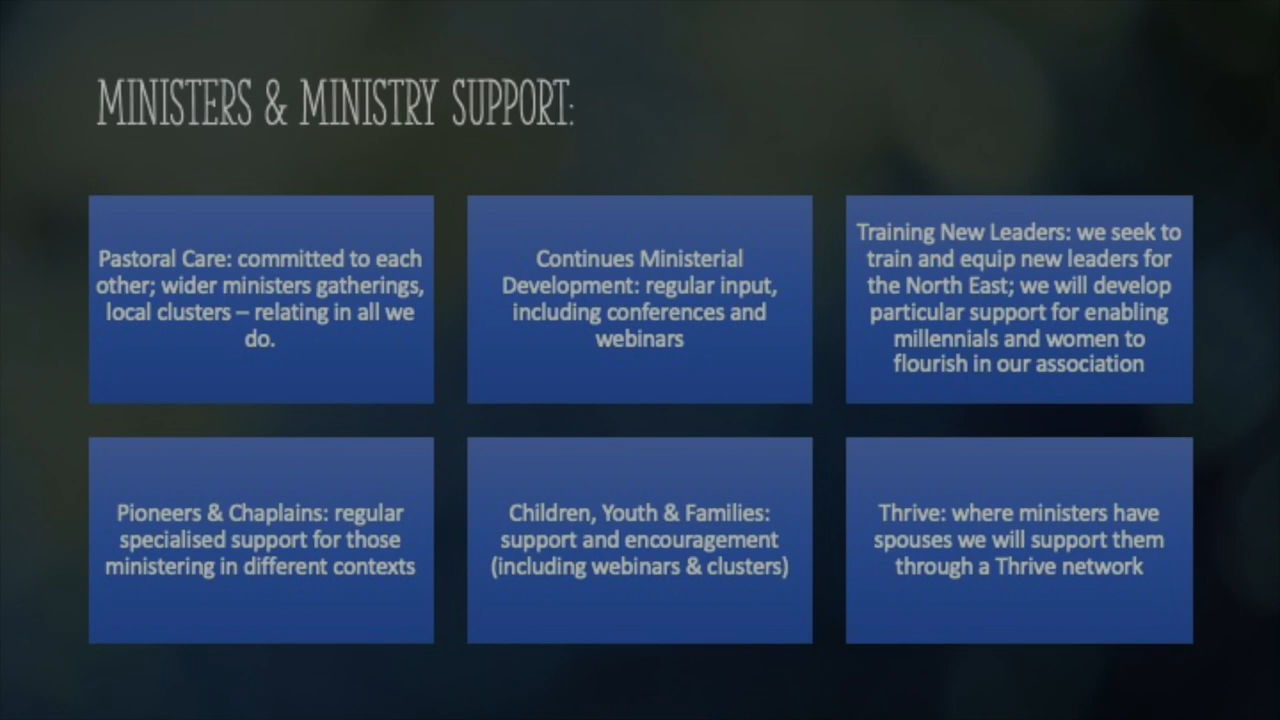 MINISTERS & MINISTRY SUPPORT:
Pastoral Care: committed to each
other; wider ministers gatherings,
local clusters – relating in all we
do.
Continues Ministerial
Development: regular input,
including conferences and
webinars
Training New Leaders: we seek to
train and equip new leaders for
the North East; we will develop
particular support for enabling
millennials and women to
flourish in our association
Pioneers & Chaplains: regular
specialised support for those
ministering in different contexts
Children, Youth & Families:
support and encouragement
(including webinars & clusters)
Thrive: where ministers have
spouses we will support them
through a Thrive network